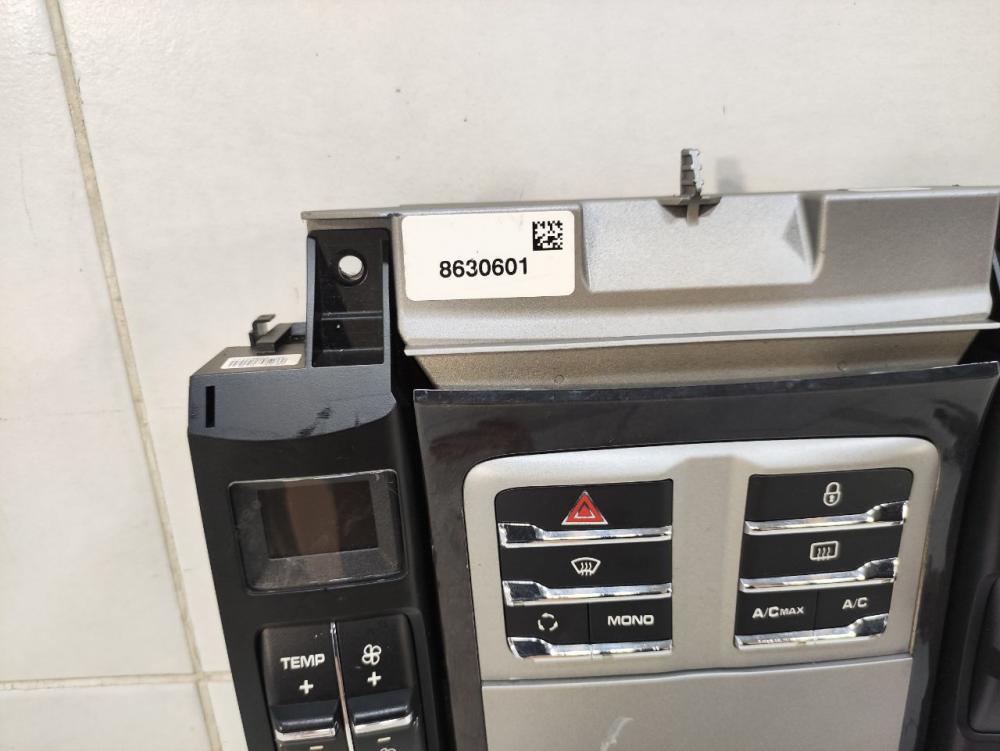 8630601
MONO
A/CMAX
A/C
TEMP
+
+
-
-